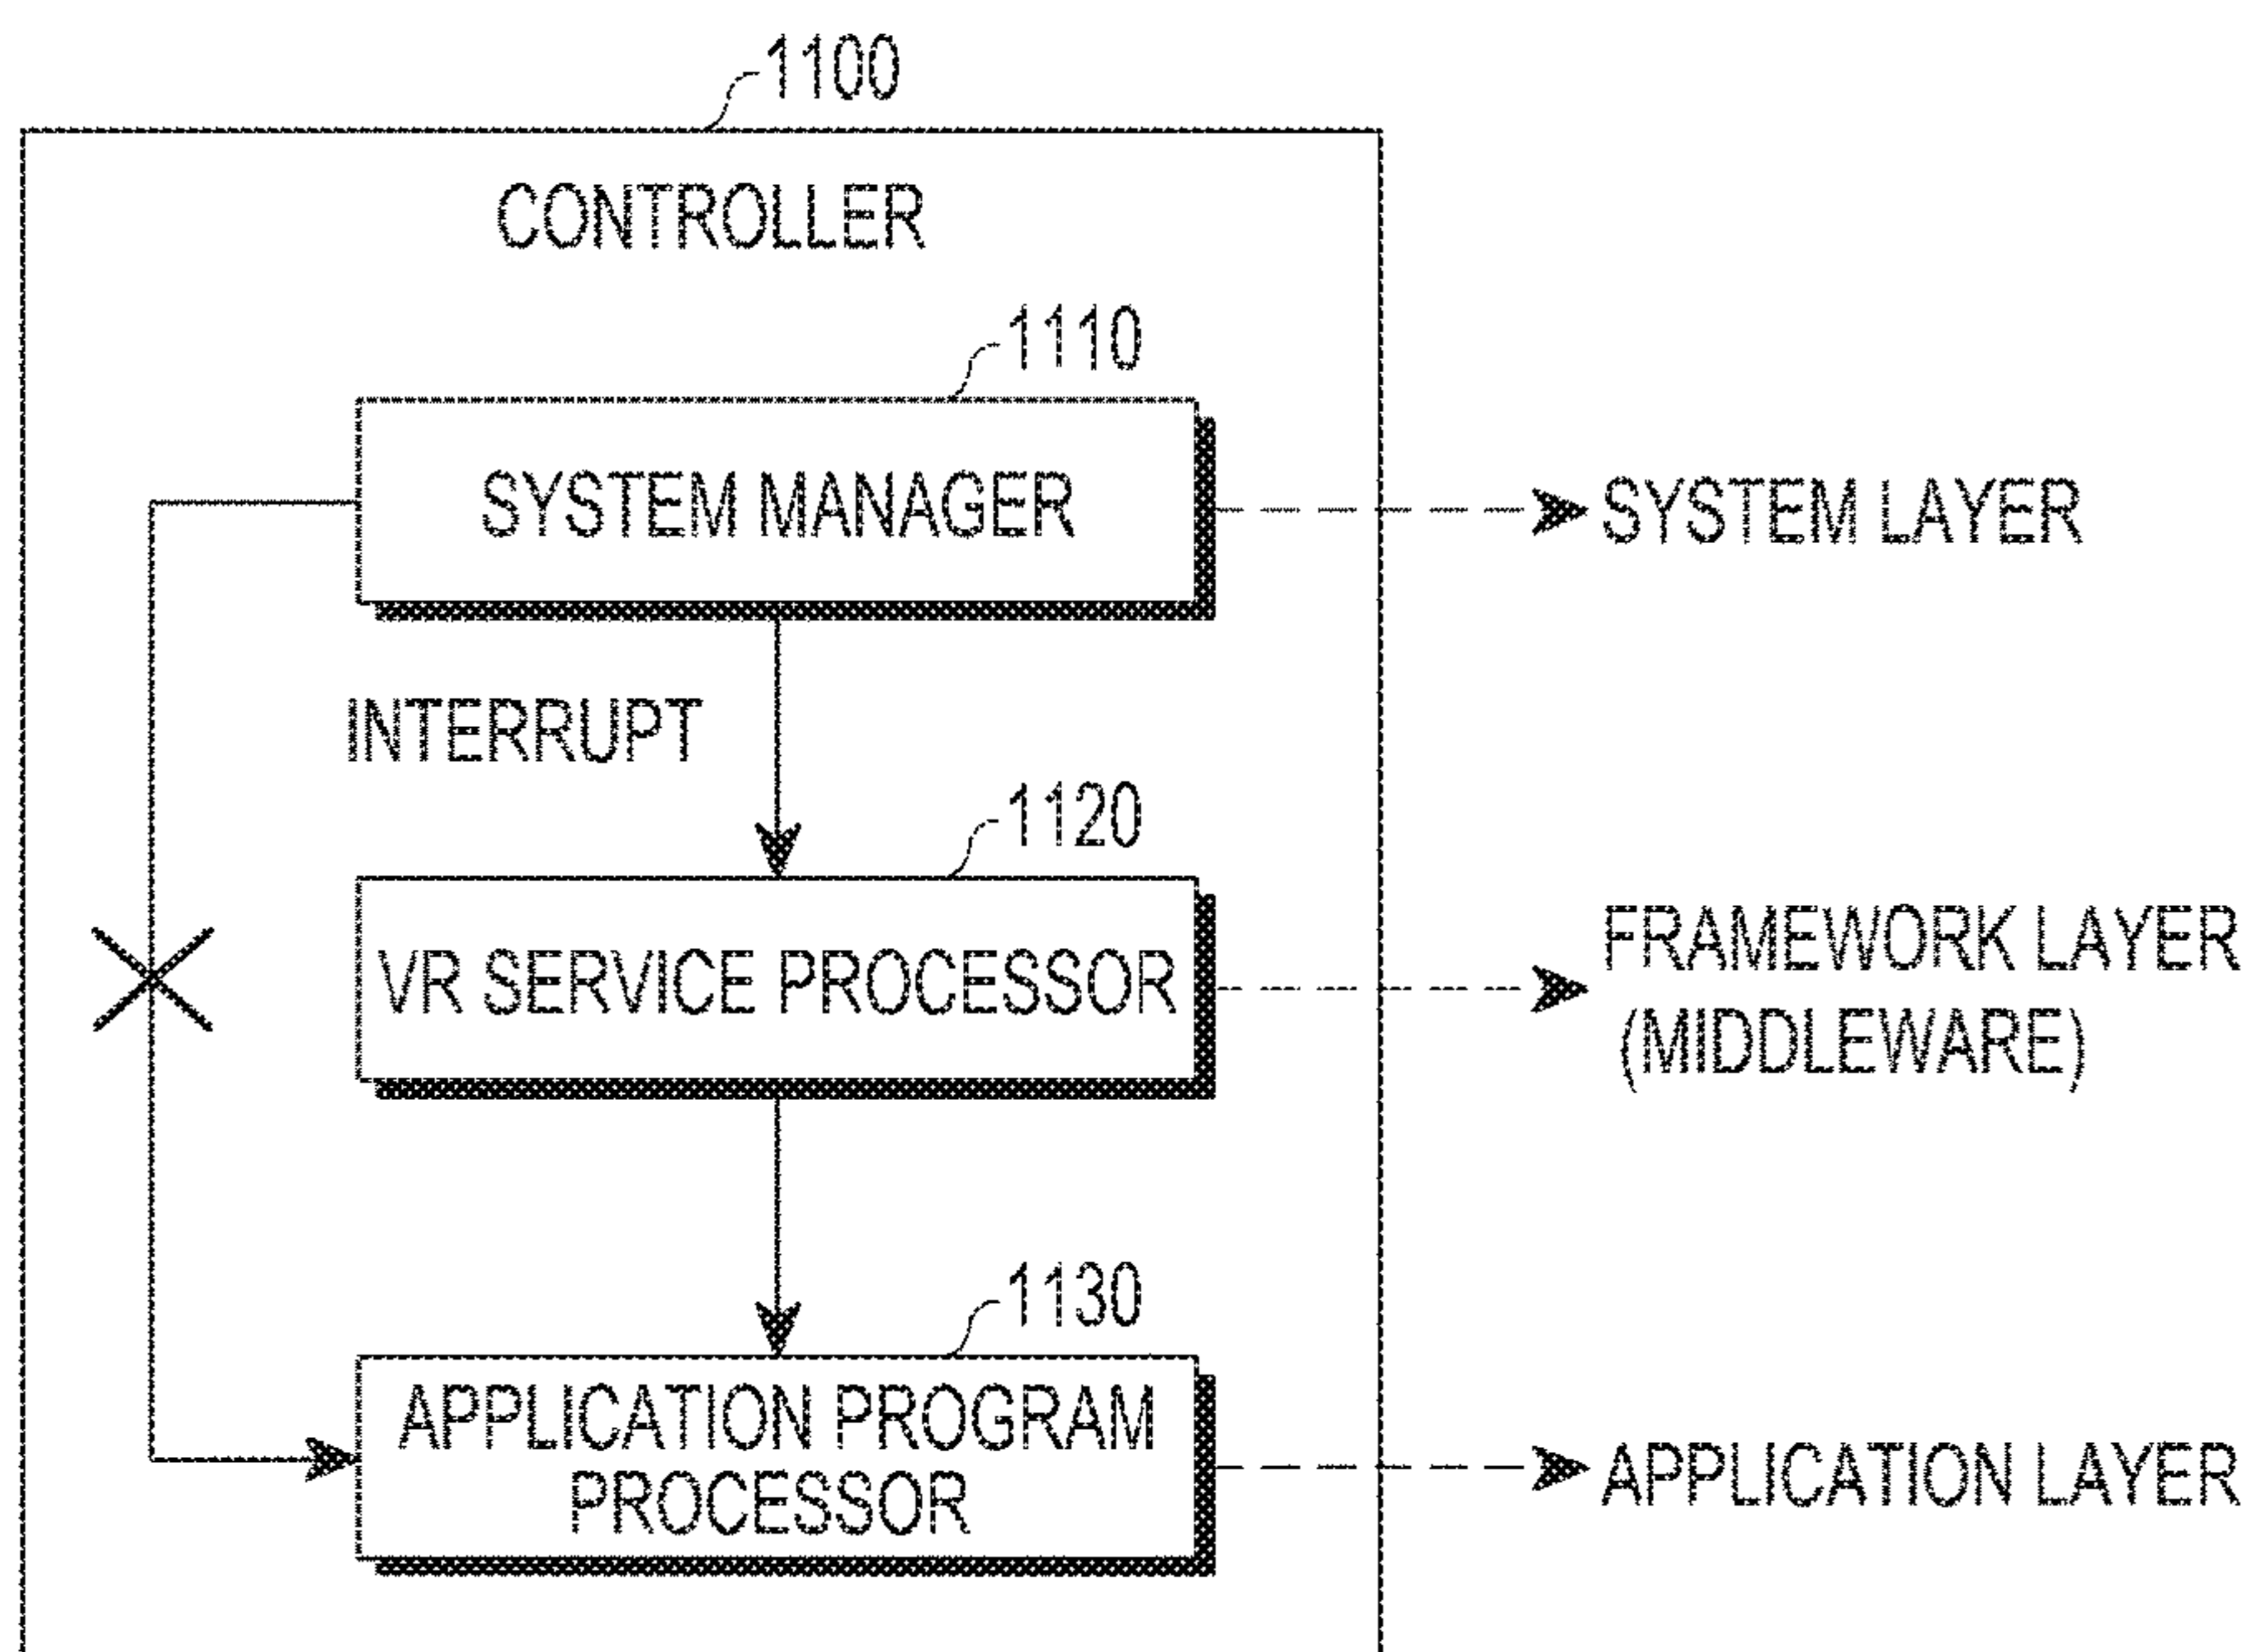 1100
CONTROLLER
1110
SYSTEM MANAGER
SYSTEM LAYER
INTERRUPT
1120
VR SERVICE PROCESSOR
FRAMEWORK LAYER
(MIDDLEWARE)
1130
APPLICATION PROGRAM
PROCESSOR
APPLICATION LAYER